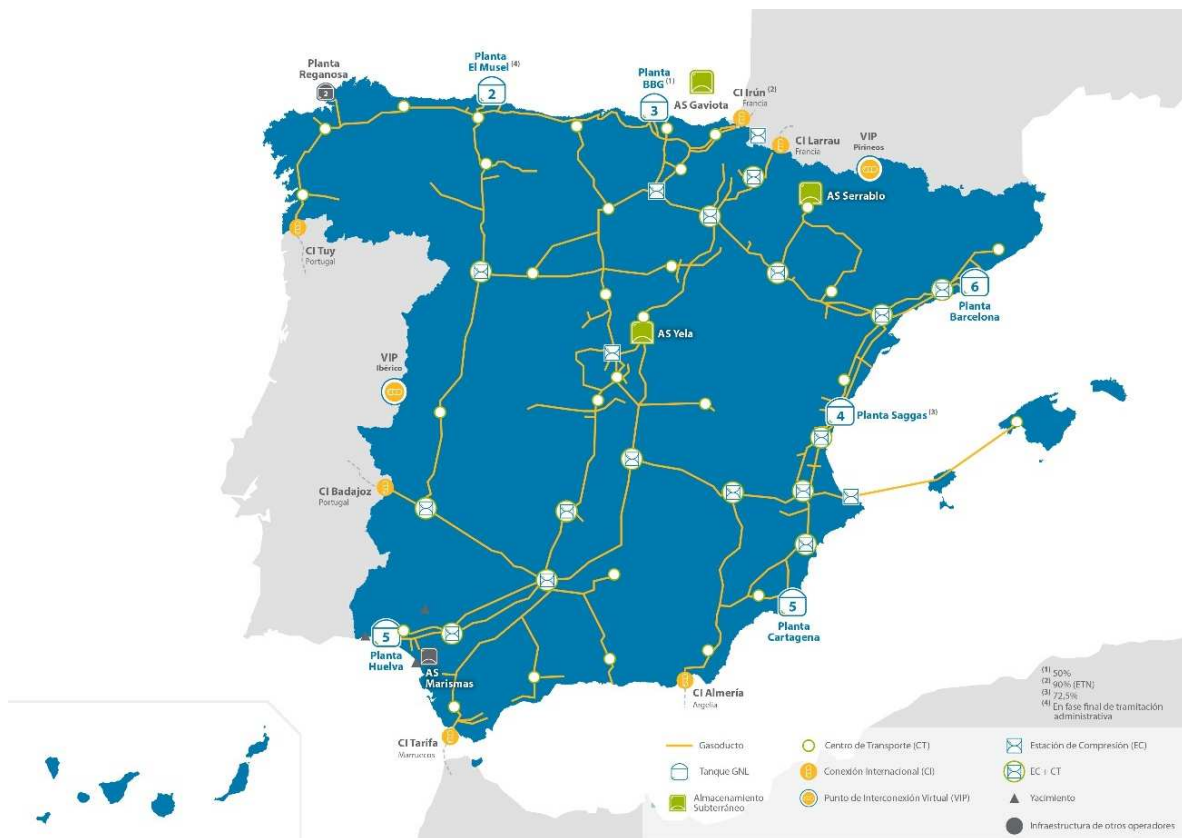 Planta
Reganosa
2
Planta
El Musel (4)
2
Planta
BBG (1)
3
AS Gaviota
CI Irún (2)
Francia
CI Larrau
Francia
VIP
Pirineos
AS Serrablo
CI Tuy
Portugal
6
Planta
Barcelona
AS Yela
VIP
Ibérico
4
Planta Saggas (3)
CI Badajoz
Portugal
5
Planta
Cartagena
5
Planta
Huelva
AS
Marismas
CI Almería
Argelia
CI Tarifa
Marruecos
(1) 50%
(2) 90% (ETN)
(3) 72,5%
(4) En fase final de tramitación
administrativa
Gasoducto
Centro de Transporte (CT)
Estación de Compresión (EC)
Tanque GNL
Conexión Internacional (CI)
EC + CT
Almacenamiento
Subterráneo
Punto de Interconexión Virtual (VIP)
Yacimiento
Infraestructura de otros operadores